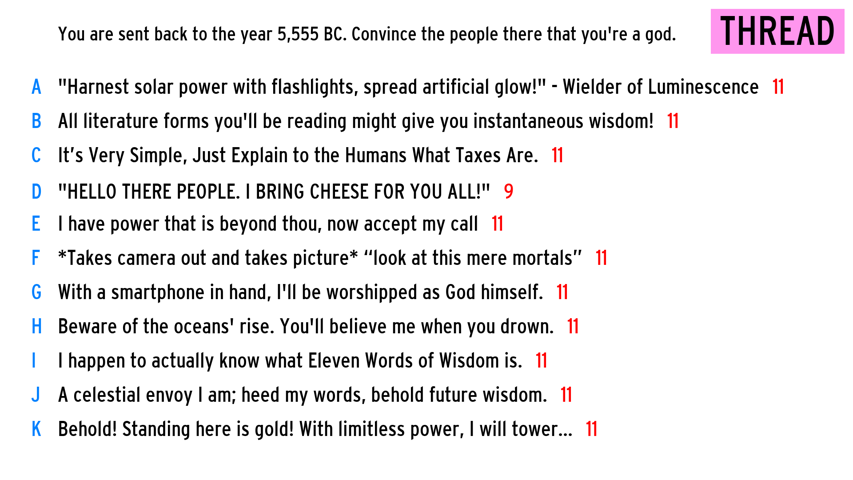 You are sent back to the year 5,555 BC. Convince the people there that you're a god.
THREAD
A "Harnest solar power with flashlights, spread artificial glow!" - Wielder of Luminescence 11
B All literature forms you'll be reading might give you instantaneous wisdom! 11
C It’s Very Simple, Just Explain to the Humans What Taxes Are. 11
D "HELLO THERE PEOPLE. I BRING CHEESE FOR YOU ALL!" 9
E I have power that is beyond thou, now accept my call 11
F *Takes camera out and takes picture* “look at this mere mortals” 11
G With a smartphone in hand, I'll be worshipped as God himself. 11
H Beware of the oceans' rise. You'll believe me when you drown. 11
I I happen to actually know what Eleven Words of Wisdom is. 11
J A celestial envoy I am; heed my words, behold future wisdom. 11
K Behold! Standing here is gold! With limitless power, I will tower... 11